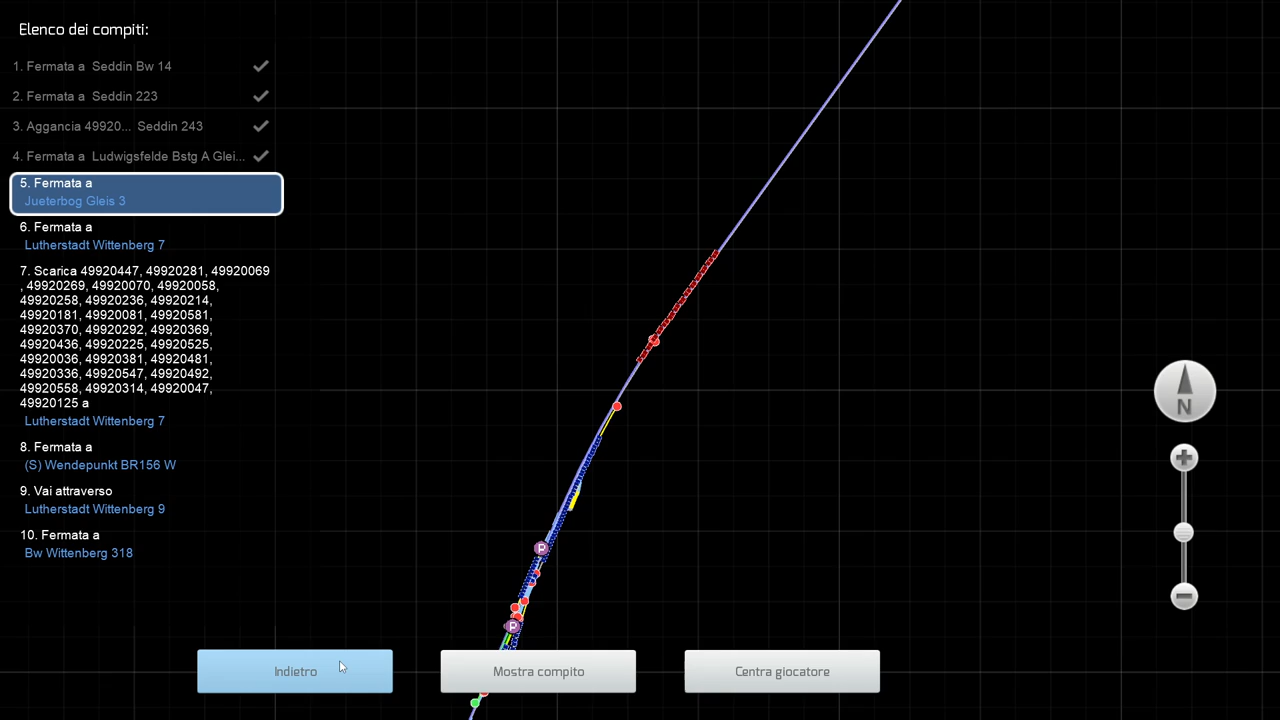 Elenco dei compiti:
1. Fermata a  Seddin Bw 14
2. Fermata a  Seddin 223
3. Aggancia 49920...  Seddin 243
4. Fermata a  Ludwigsfelde Bstg A Glei...
5. Fermata a
Jueterbog Gleis 3
6. Fermata a
Lutherstadt Wittenberg 7
7. Scarica 49920447, 49920281, 49920069
, 49920269, 49920070, 49920058,
49920258, 49920236, 49920214,
49920181, 49920081, 49920581,
49920370, 49920292, 49920369,
49920436, 49920225, 49920525,
49920036, 49920381, 49920481,
49920336, 49920547, 49920492,
49920558, 49920314, 49920047,
49920125 a
Lutherstadt Wittenberg 7
8. Fermata a
(S) Wendepunkt BR156 W
9. Vai attraverso
Lutherstadt Wittenberg 9
10. Fermata a
Bw Wittenberg 318
N
P
P
Indietro
Mostra compito
Centra giocatore